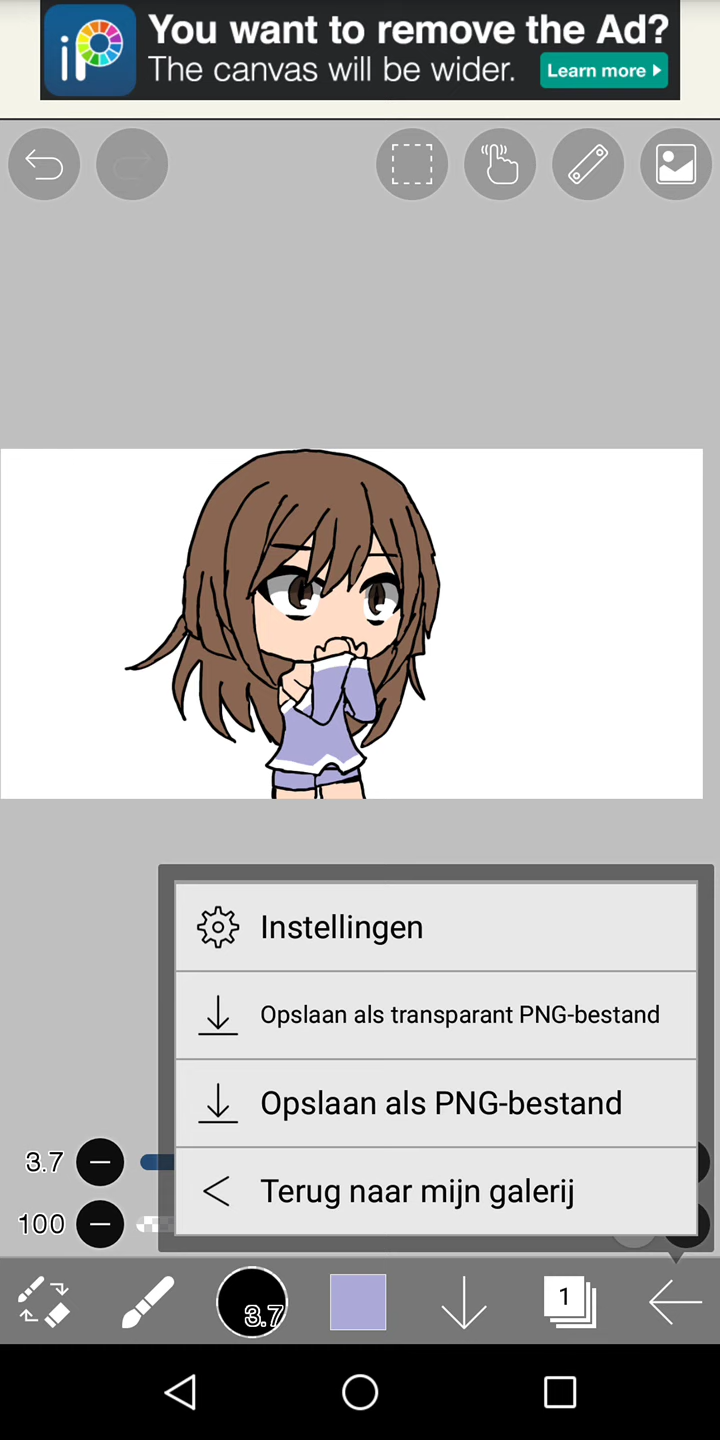 iP
You want to remove the Ad?
The canvas will be wider.
Learn more
Instellingen
Opslaan als transparant PNG-bestand
Opslaan als PNG-bestand
Terug naar mijn galerij
3.7
100
3.7
1